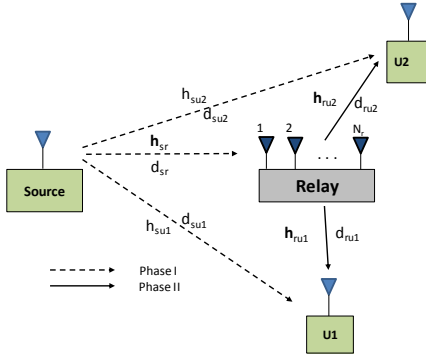 U2
h_su2
d_su2
h_ru2
d_ru2
1 2 N_r
. . .
h_sr
d_sr
Source
Relay
h_su1
d_su1
h_ru1
d_ru1
Phase I
Phase II
U1